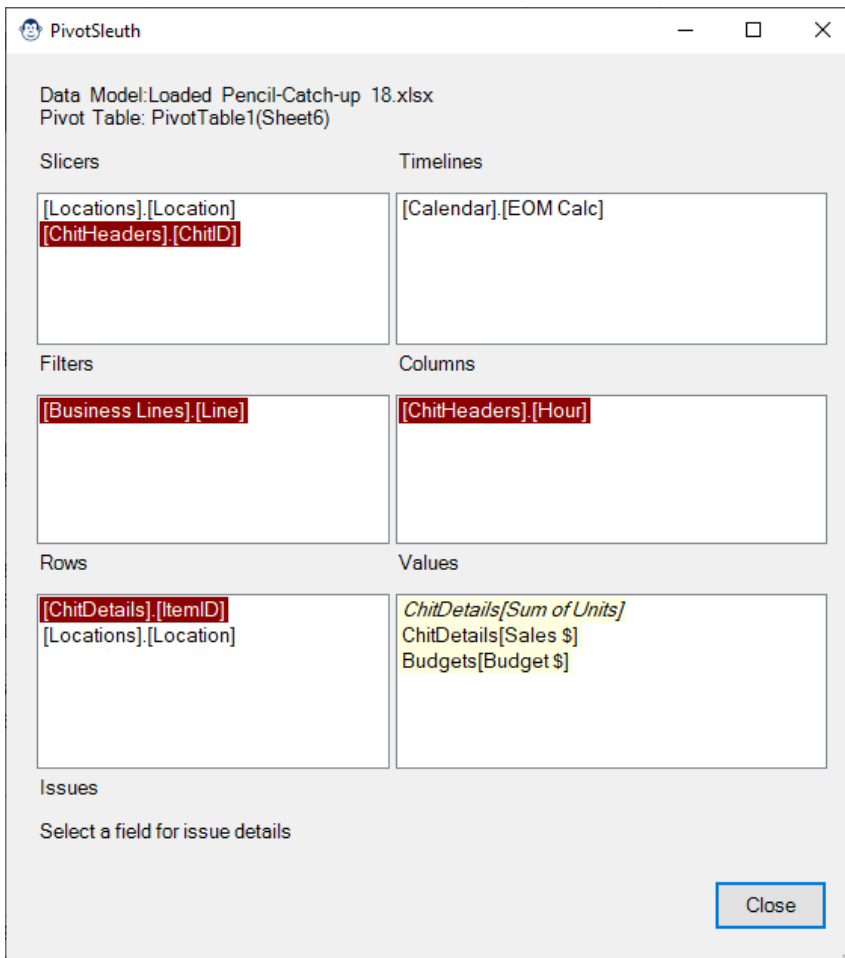 PivotSleuth
Data Model:Loaded Pencil-Catch-up 18.xlsx
Pivot Table: PivotTable1(Sheet6)
Slicers
Timelines
[Locations].[Location]
[ChitHeaders].[ChitID]
[Calendar].[EOM Calc]
Filters
Columns
[Business Lines].[Line]
[ChitHeaders].[Hour]
Rows
Values
[ChitDetails].[ItemID]
[Locations].[Location]
ChitDetails[Sum of Units]
ChitDetails[Sales $]
Budgets[Budget $]
Issues
Select a field for issue details
Close